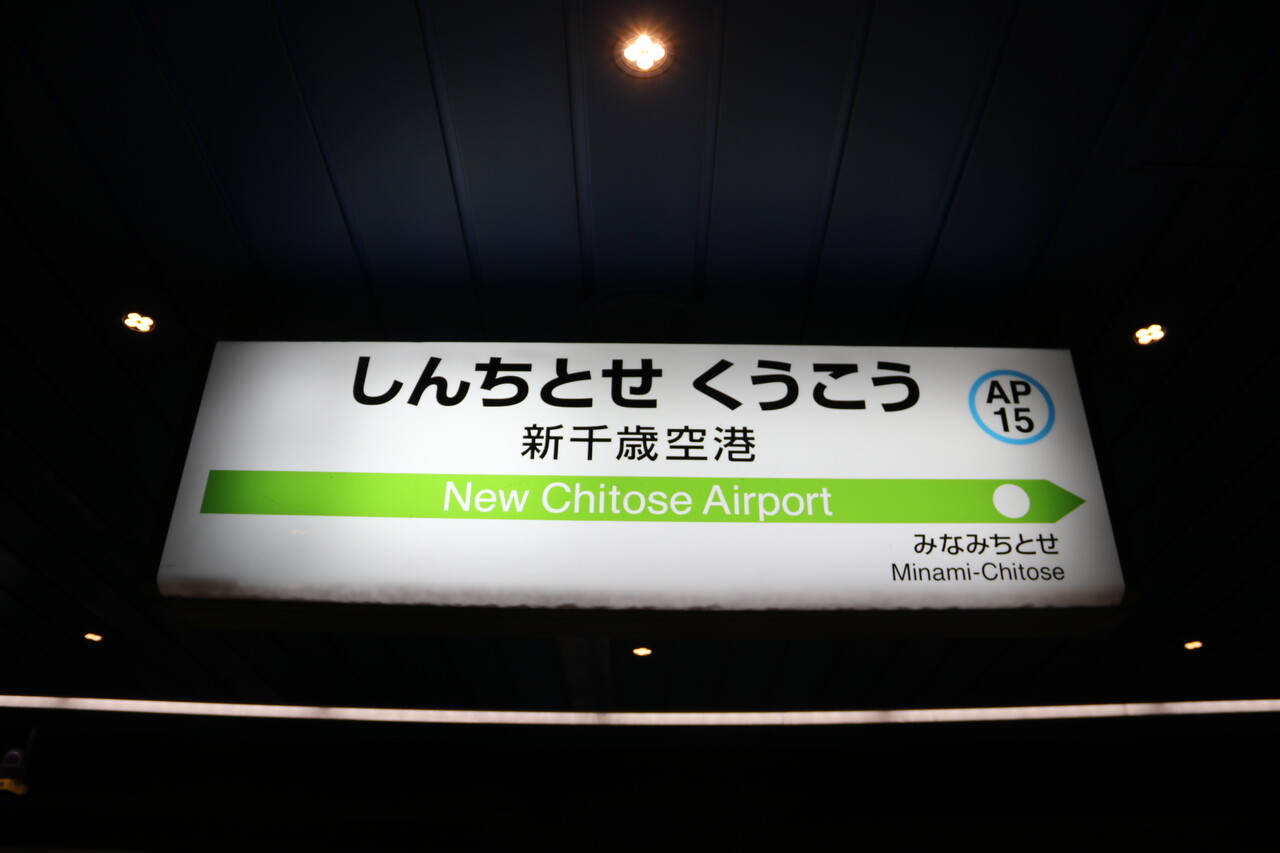 しんちとせ くうこう
AP
15
新千歳空港
New Chitose Airport
みなみちとせ
Minami-Chitose